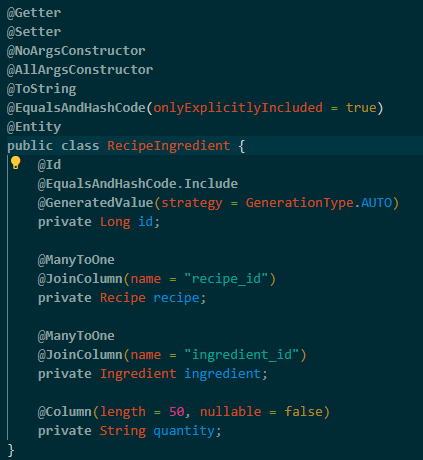 @Getter
@Setter
@NoArgsConstructor
@AllArgsConstructor
@ToString
@EqualsAndHashCode(onlyExplicitlyIncluded = true)
@Entity
public class RecipeIngredient {
    @Id
    @EqualsAndHashCode.Include
    @GeneratedValue(strategy = GenerationType.AUTO)
    private Long id;

    @ManyToOne
    @JoinColumn(name = "recipe_id")
    private Recipe recipe;

    @ManyToOne
    @JoinColumn(name = "ingredient_id")
    private Ingredient ingredient;

    @Column(length = 50, nullable = false)
    private String quantity;
}